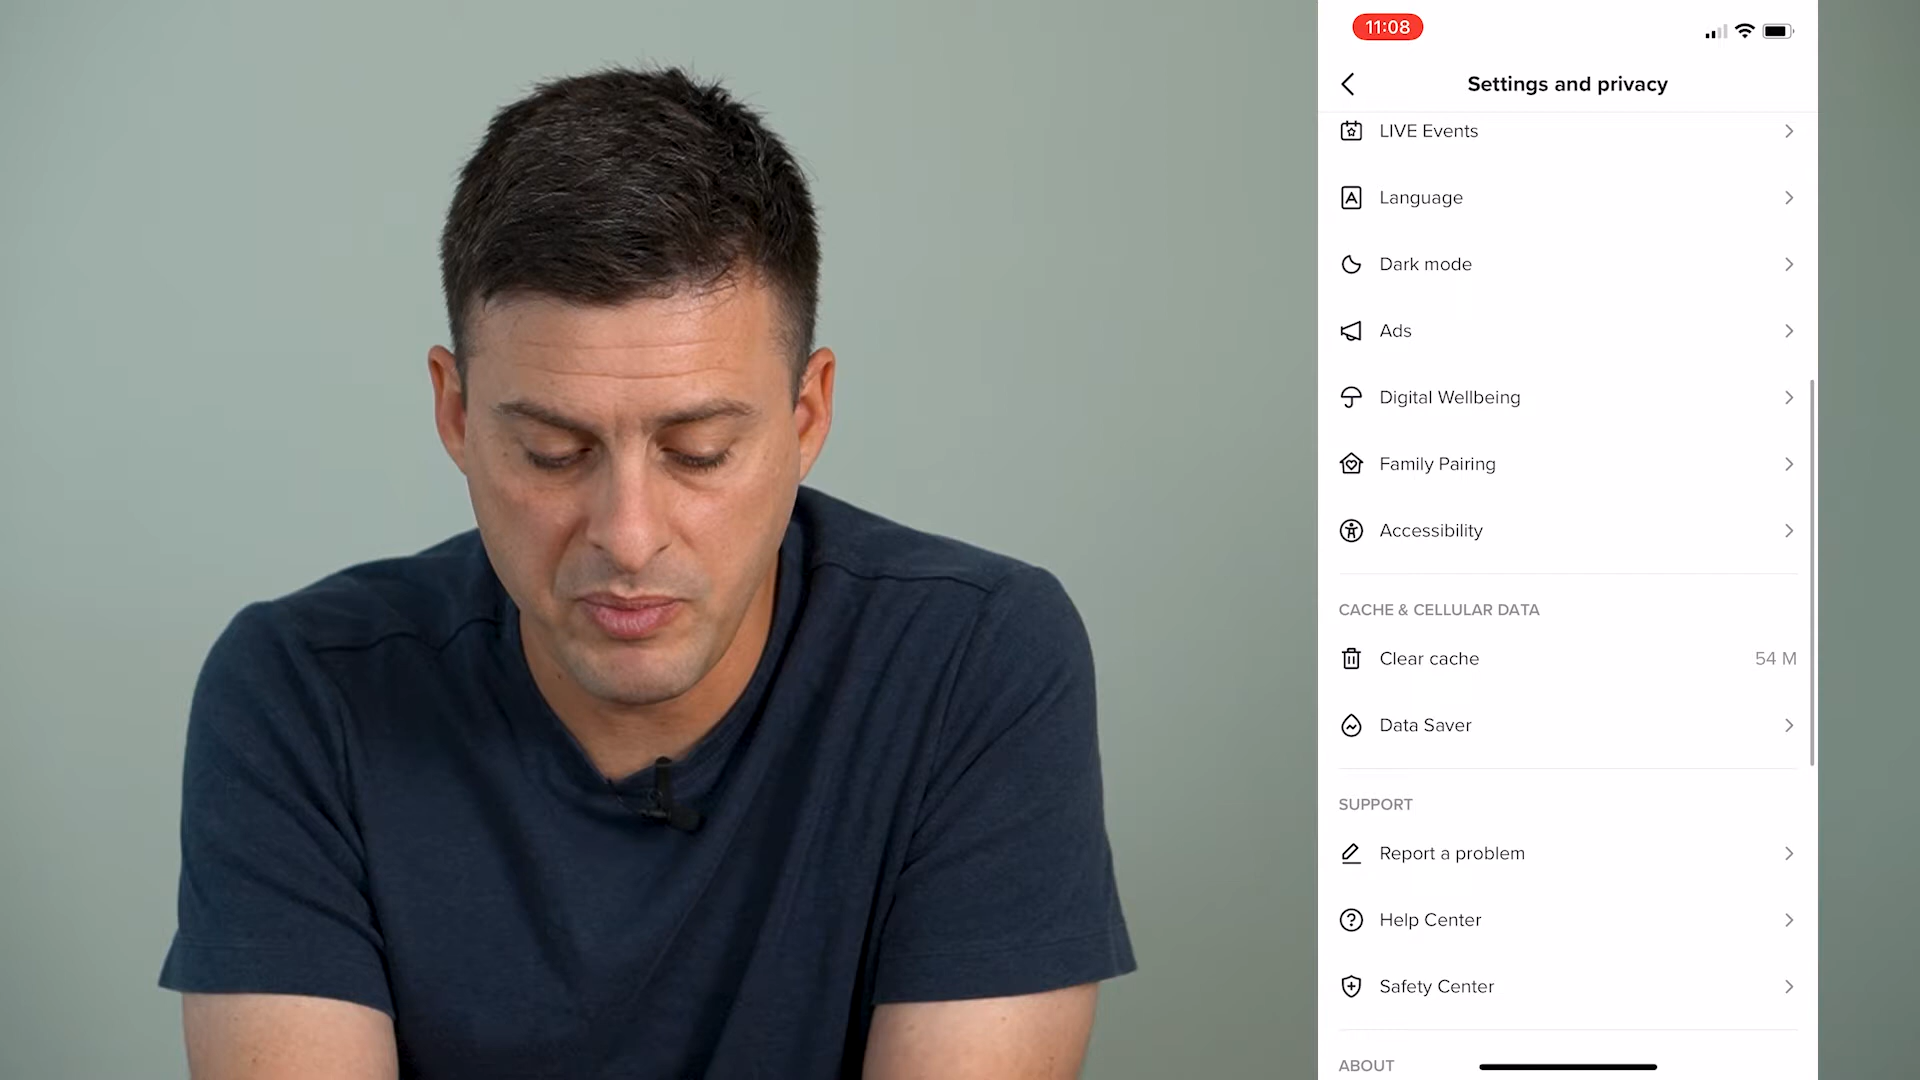 11:08
Settings and privacy
LIVE Events
Language
Dark mode
Ads
Digital Wellbeing
Family Pairing
Accessibility
CACHE & CELLULAR DATA
Clear cache 54 M
Data Saver
SUPPORT
Report a problem
Help Center
Safety Center
ABOUT